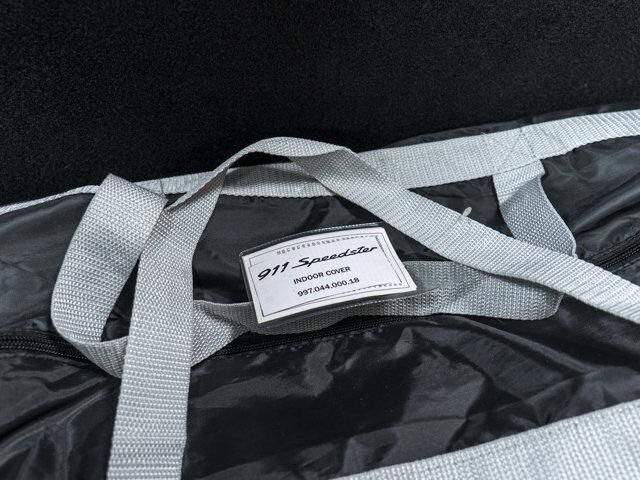 911 Speedster
INDOOR COVER
997.044.000.18